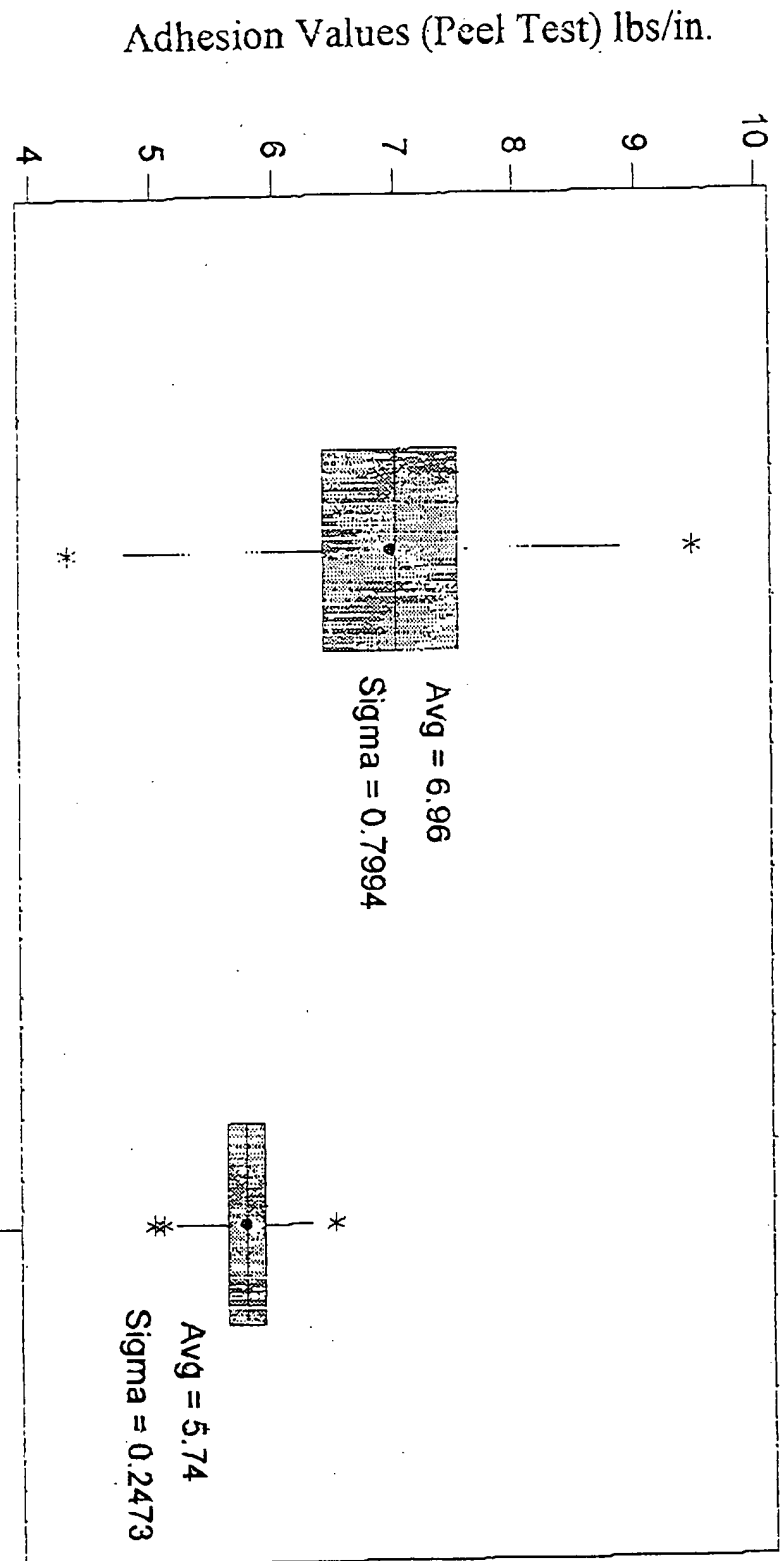 Adhesion Values (Peel Test) lbs/in.
10
9
8
7
6
5
4
Avg = 6.96
Sigma = 0.7994
Avg = 5.74
Sigma = 0.2473